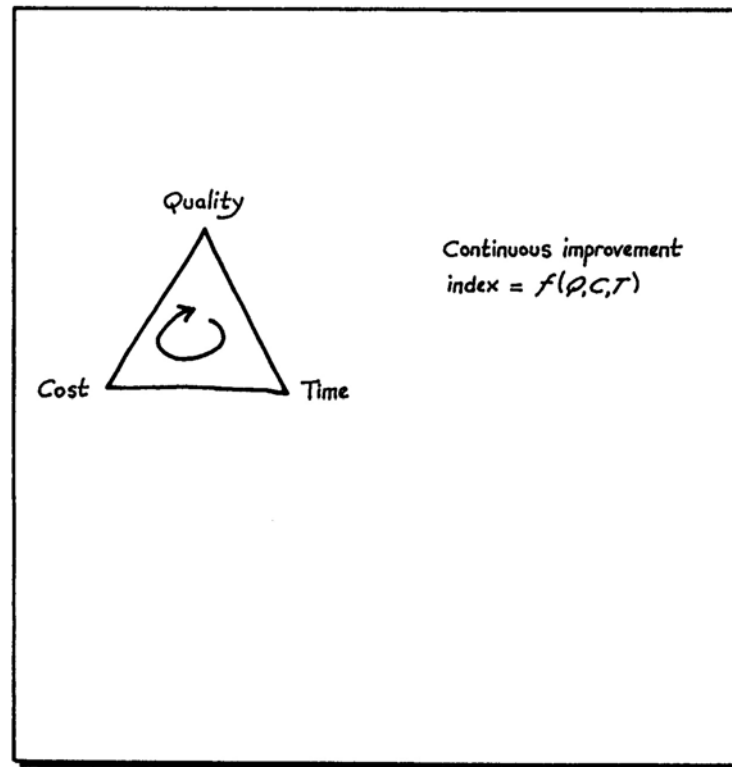 Quality
Continuous improvement
index = f(Q,C,T)
Cost
Time